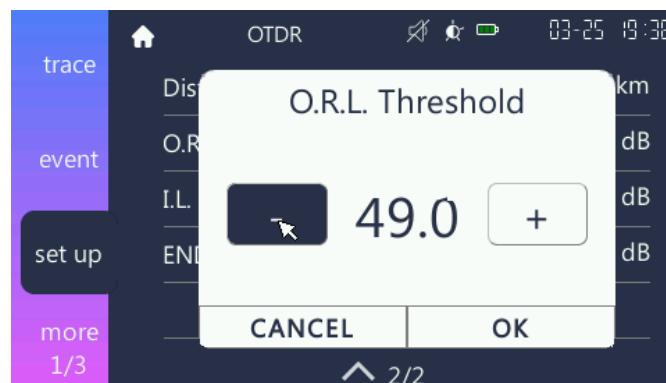 OTDR 03-25 19:38
trace
Dis km
O.R.L. Threshold
O.R dB
event
I.L. dB
- 49.0 +
set up
END dB
CANCEL OK
more
1/3
2/2